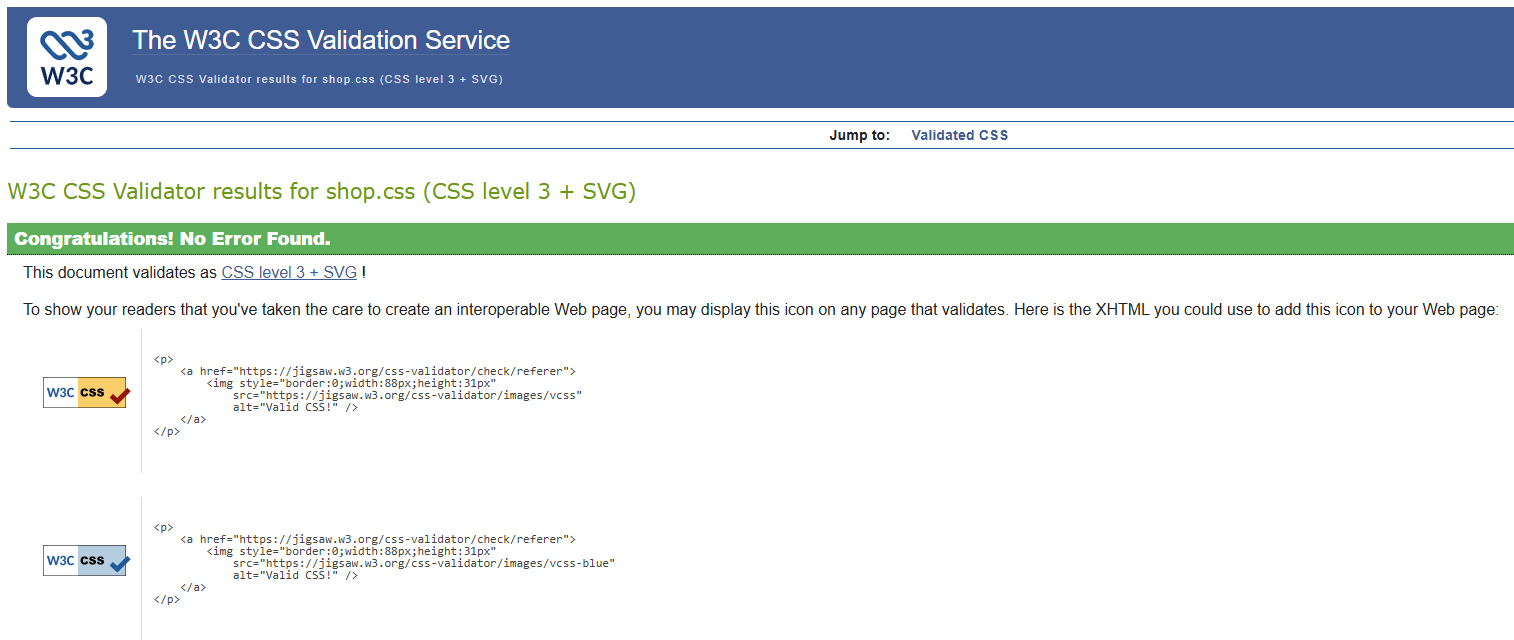 W3C
The W3C CSS Validation Service
W3C CSS Validator results for shop.css (CSS level 3 + SVG)
Jump to: Validated CSS
W3C CSS Validator results for shop.css (CSS level 3 + SVG)
Congratulations! No Error Found.
This document validates as CSS level 3 + SVG !
To show your readers that you've taken the care to create an interoperable Web page, you may display this icon on any page that validates. Here is the XHTML you could use to add this icon to your Web page:
W3C css
<p>
<a href="https://jigsaw.w3.org/css-validator/check/referer">
<img style="border:0;width:88px;height:31px"
src="https://jigsaw.w3.org/css-validator/images/vcss"
alt="Valid CSS!" />
</a>
</p>
W3C css
<p>
<a href="https://jigsaw.w3.org/css-validator/check/referer">
<img style="border:0;width:88px;height:31px"
src="https://jigsaw.w3.org/css-validator/images/vcss-blue"
alt="Valid CSS!" />
</a>
</p>